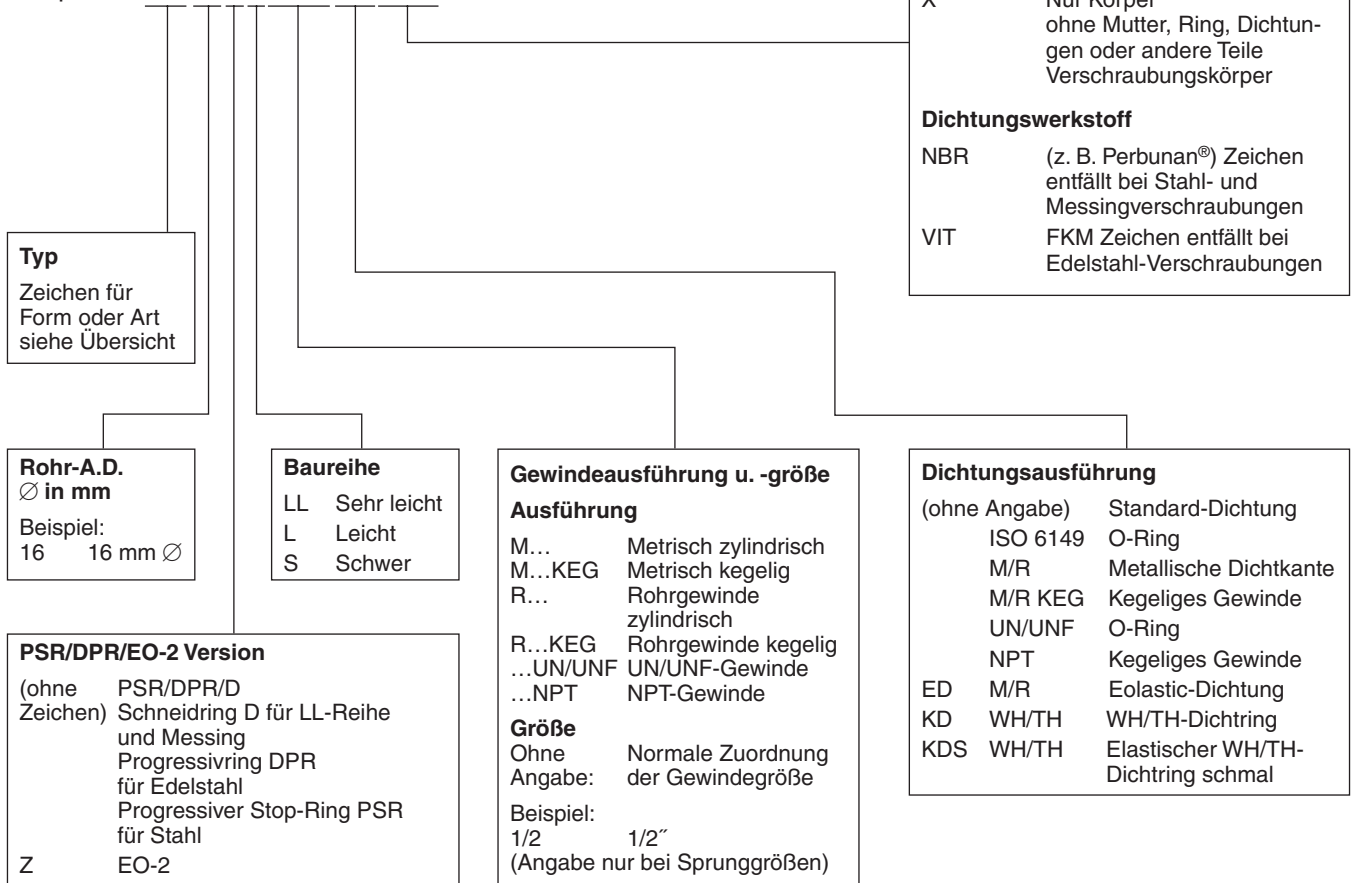 X Nur Körper
ohne Mutter, Ring, Dichtun-
gen oder andere Teile
Verschraubungskörper
Dichtungswerkstoff
NBR (z. B. Perbunan®) Zeichen
entfällt bei Stahl- und
Messingverschraubungen
VIT FKM Zeichen entfällt bei
Edelstahl-Verschraubungen
Typ
Zeichen für
Form oder Art
siehe Übersicht
Rohr-A.D.
∅ in mm
Beispiel:
16 16 mm ∅
Baureihe
LL Sehr leicht
L Leicht
S Schwer
PSR/DPR/EO-2 Version
(ohne PSR/DPR/D
Zeichen) Schneidring D für LL-Reihe
und Messing
Progressivring DPR
für Edelstahl
Progressiver Stop-Ring PSR
für Stahl
Z EO-2
Gewindeausführung u. -größe
Ausführung
M… Metrisch zylindrisch
M…KEG Metrisch kegelig
R… Rohrgewinde
zylindrisch
R…KEG Rohrgewinde kegelig
…UN/UNF UN/UNF-Gewinde
…NPT NPT-Gewinde
Größe
Ohne Normale Zuordnung
Angabe: der Gewindegröße
Beispiel:
1/2 1/2˝
(Angabe nur bei Sprunggrößen)
Dichtungsausführung
(ohne Angabe) Standard-Dichtung
ISO 6149 O-Ring
M/R Metallische Dichtkante
M/R KEG Kegeliges Gewinde
UN/UNF O-Ring
NPT Kegeliges Gewinde
ED M/R Eolastic-Dichtung
KD WH/TH WH/TH-Dichtring
KDS WH/TH Elastischer WH/TH-
Dichtring schmal